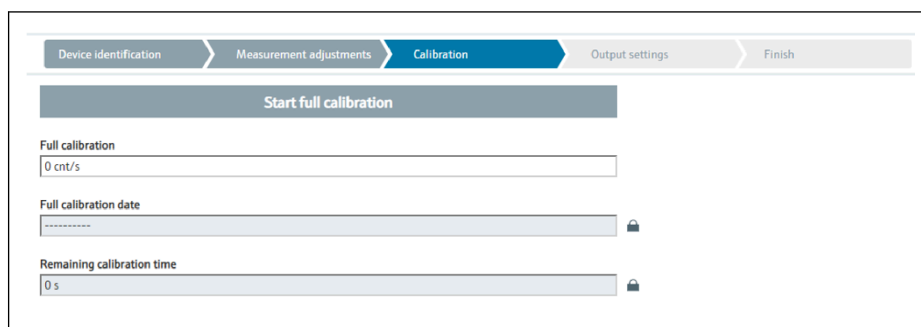 Device identification Measurement adjustments Calibration Output settings Finish
Start full calibration
Full calibration
0 cnt/s
Full calibration date
----------
Remaining calibration time
0 s